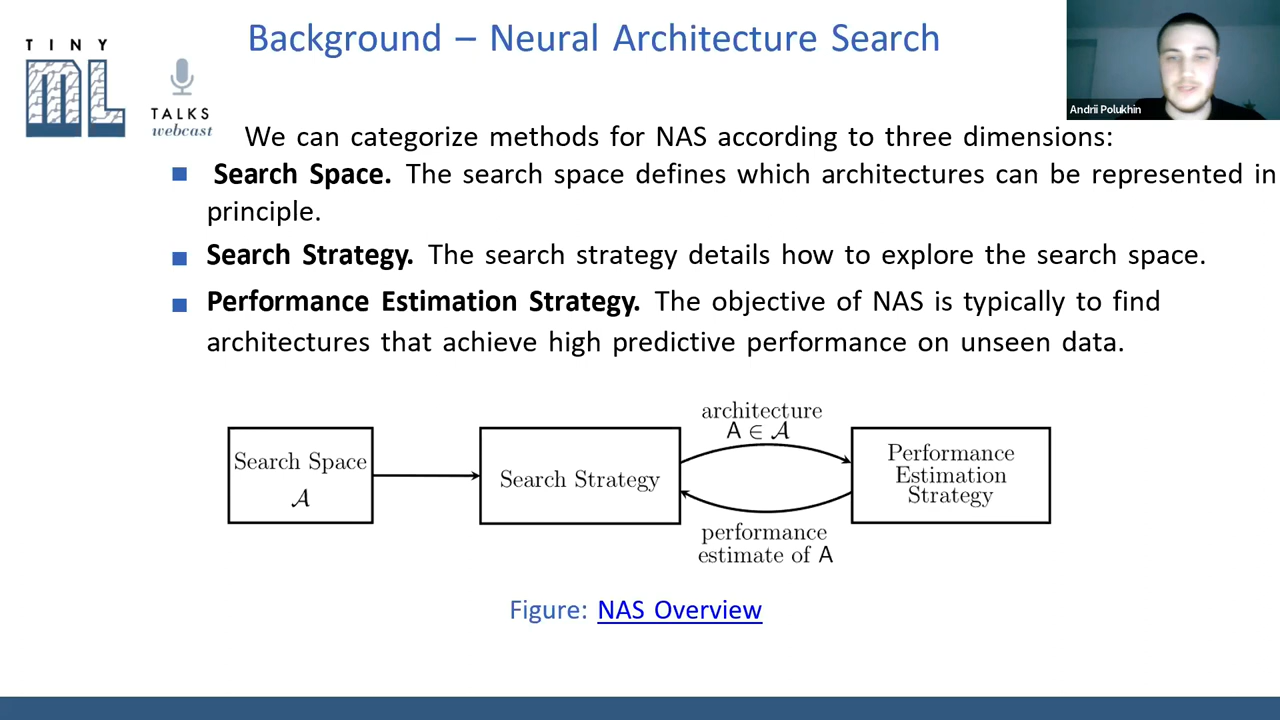 Background – Neural Architecture Search
TINY
ML
TALKS
webcast
Andrii Polukhin
We can categorize methods for NAS according to three dimensions:
Search Space. The search space defines which architectures can be represented in
principle.
Search Strategy. The search strategy details how to explore the search space.
Performance Estimation Strategy. The objective of NAS is typically to find
architectures that achieve high predictive performance on unseen data.
Search Space
𝒜
Search Strategy
architecture
A ∈ 𝒜
performance
estimate of A
Performance
Estimation
Strategy
Figure: NAS Overview